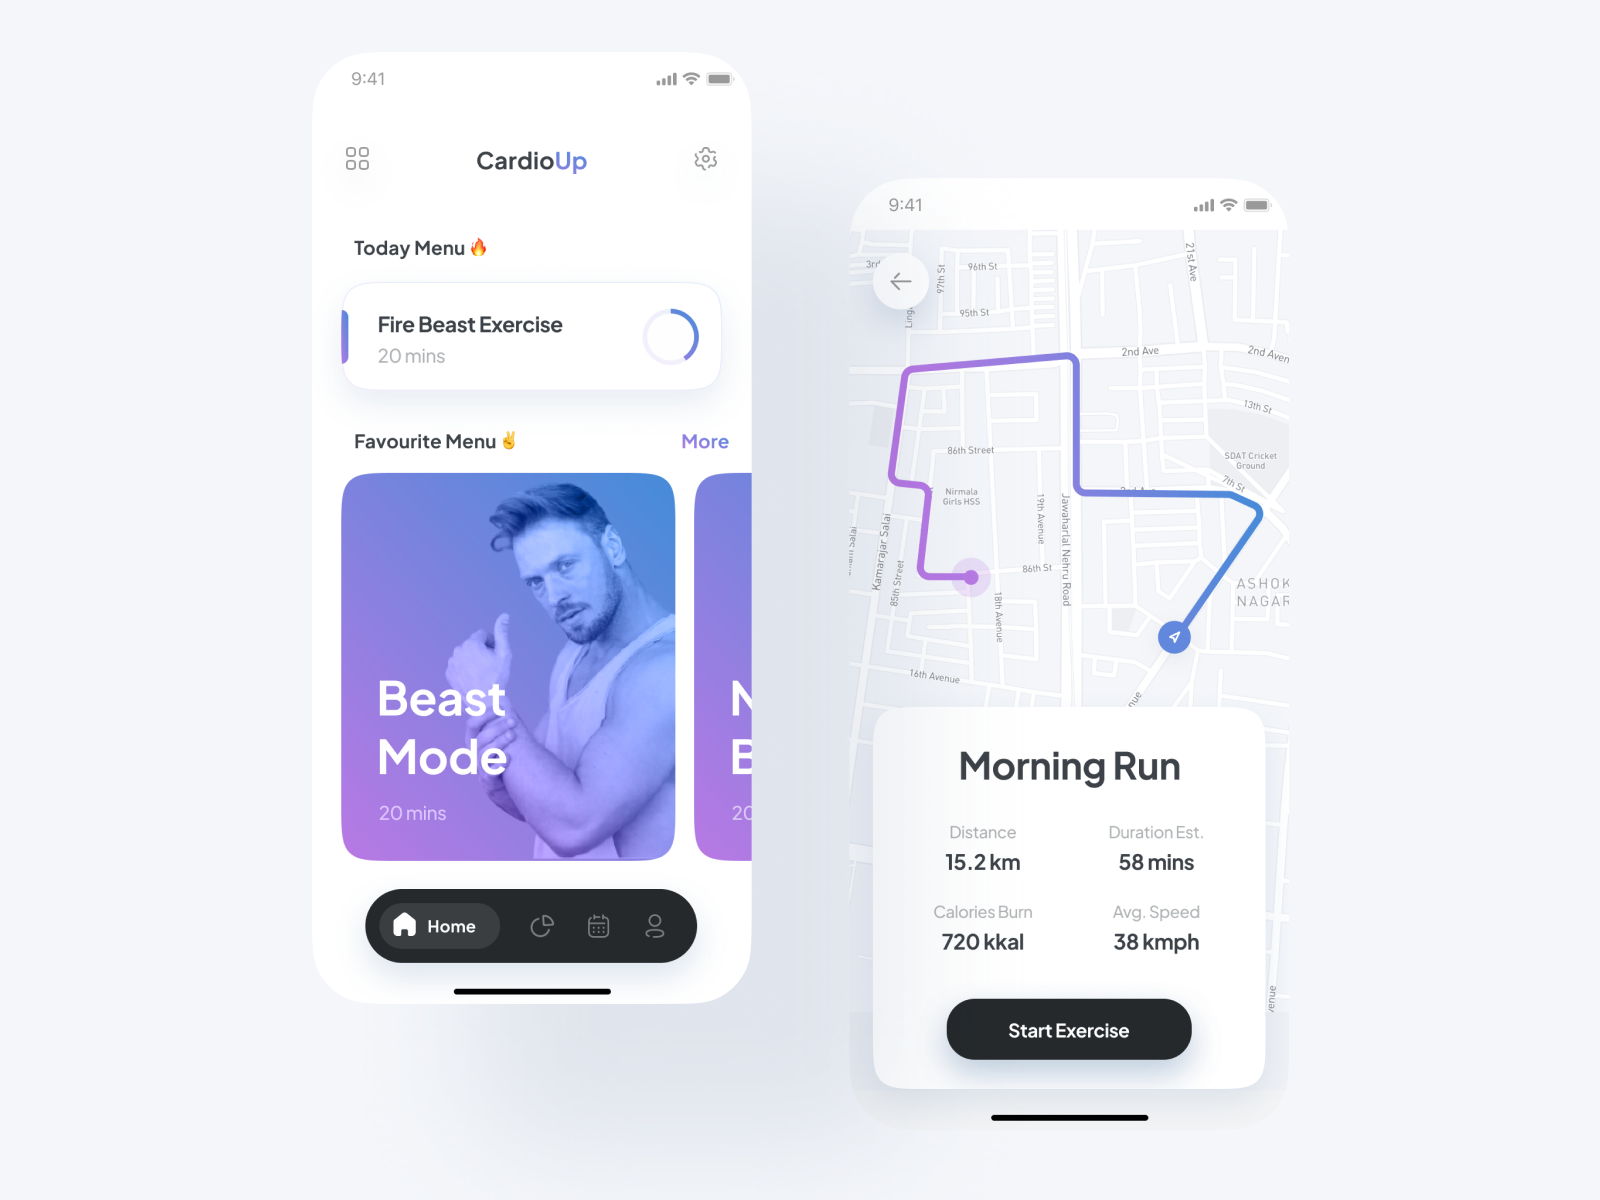 9:41
CardioUp
Today Menu 🔥
Fire Beast Exercise
20 mins
Favourite Menu ✌️
More
Beast
Mode
20 mins
N
B
20
Home
9:41
3rd
97th St
96th St
95th St
21st Ave
2nd Ave
2nd Aven
13th St
SDAT Cricket
Ground
7th St
86th Street
Nirmala
Girls HSS
19th Avenue
Jawaharlal Nehru Road
Kamarajar Salai
85th Street
86th St
18th Avenue
ASHOK
NAGAR
16th Avenue
nue
Morning Run
Distance
15.2 km
Duration Est.
58 mins
Calories Burn
720 kkal
Avg. Speed
38 kmph
venue
Start Exercise